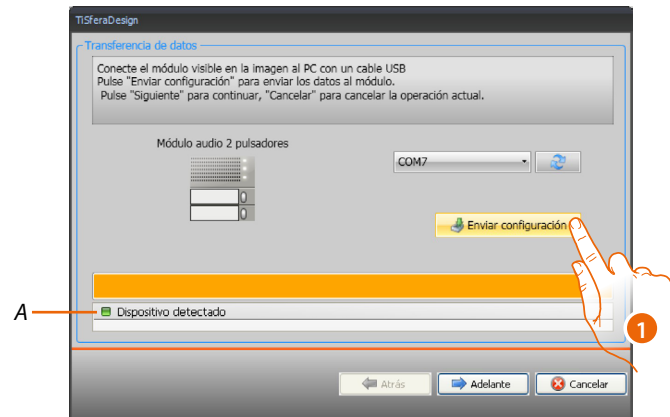 TiSferaDesign
Transferencia de datos
Conecte el módulo visible en la imagen al PC con un cable USB
Pulse "Enviar configuración" para enviar los datos al módulo.
Pulse "Siguiente" para continuar, "Cancelar" para cancelar la operación actual.
Módulo audio 2 pulsadores
COM7
Enviar configuración
A
Dispositivo detectado
1
Atrás
Adelante
Cancelar